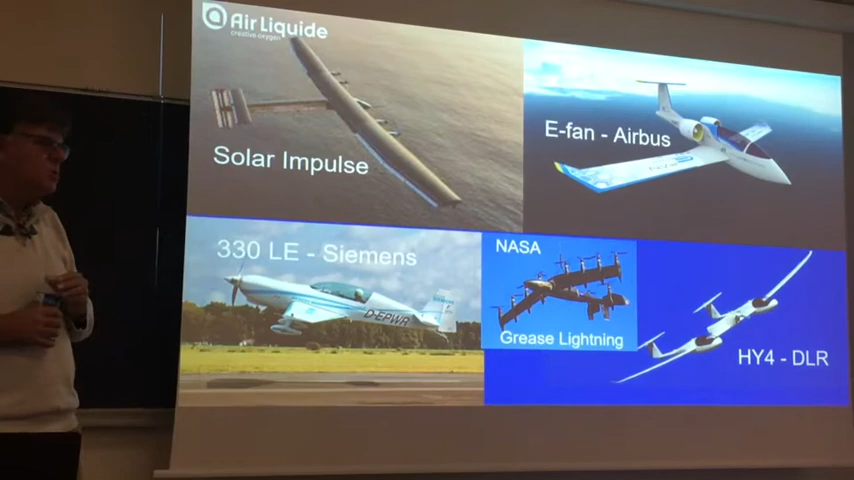 Air Liquide
creative oxygen
Solar Impulse
E-fan - Airbus
330 LE - Siemens
D-EPWR
NASA
Grease Lightning
HY4 - DLR